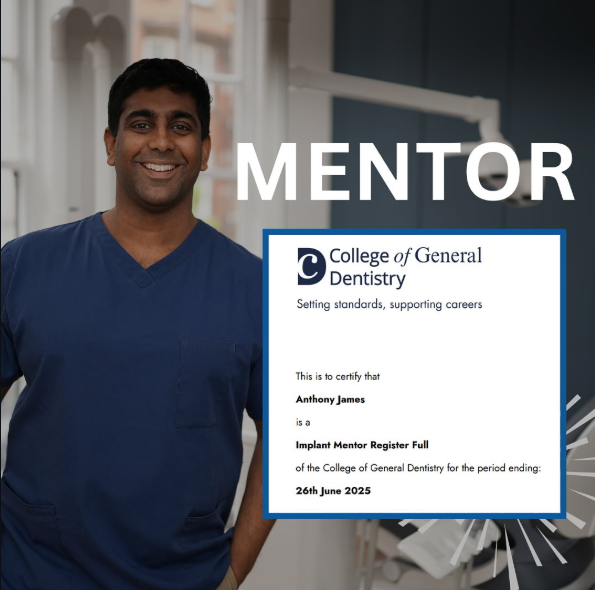 MENTOR
College of General
Dentistry
Setting standards, supporting careers
This is to certify that
Anthony James
is a
Implant Mentor Register Full
of the College of General Dentistry for the period ending:
26th June 2025